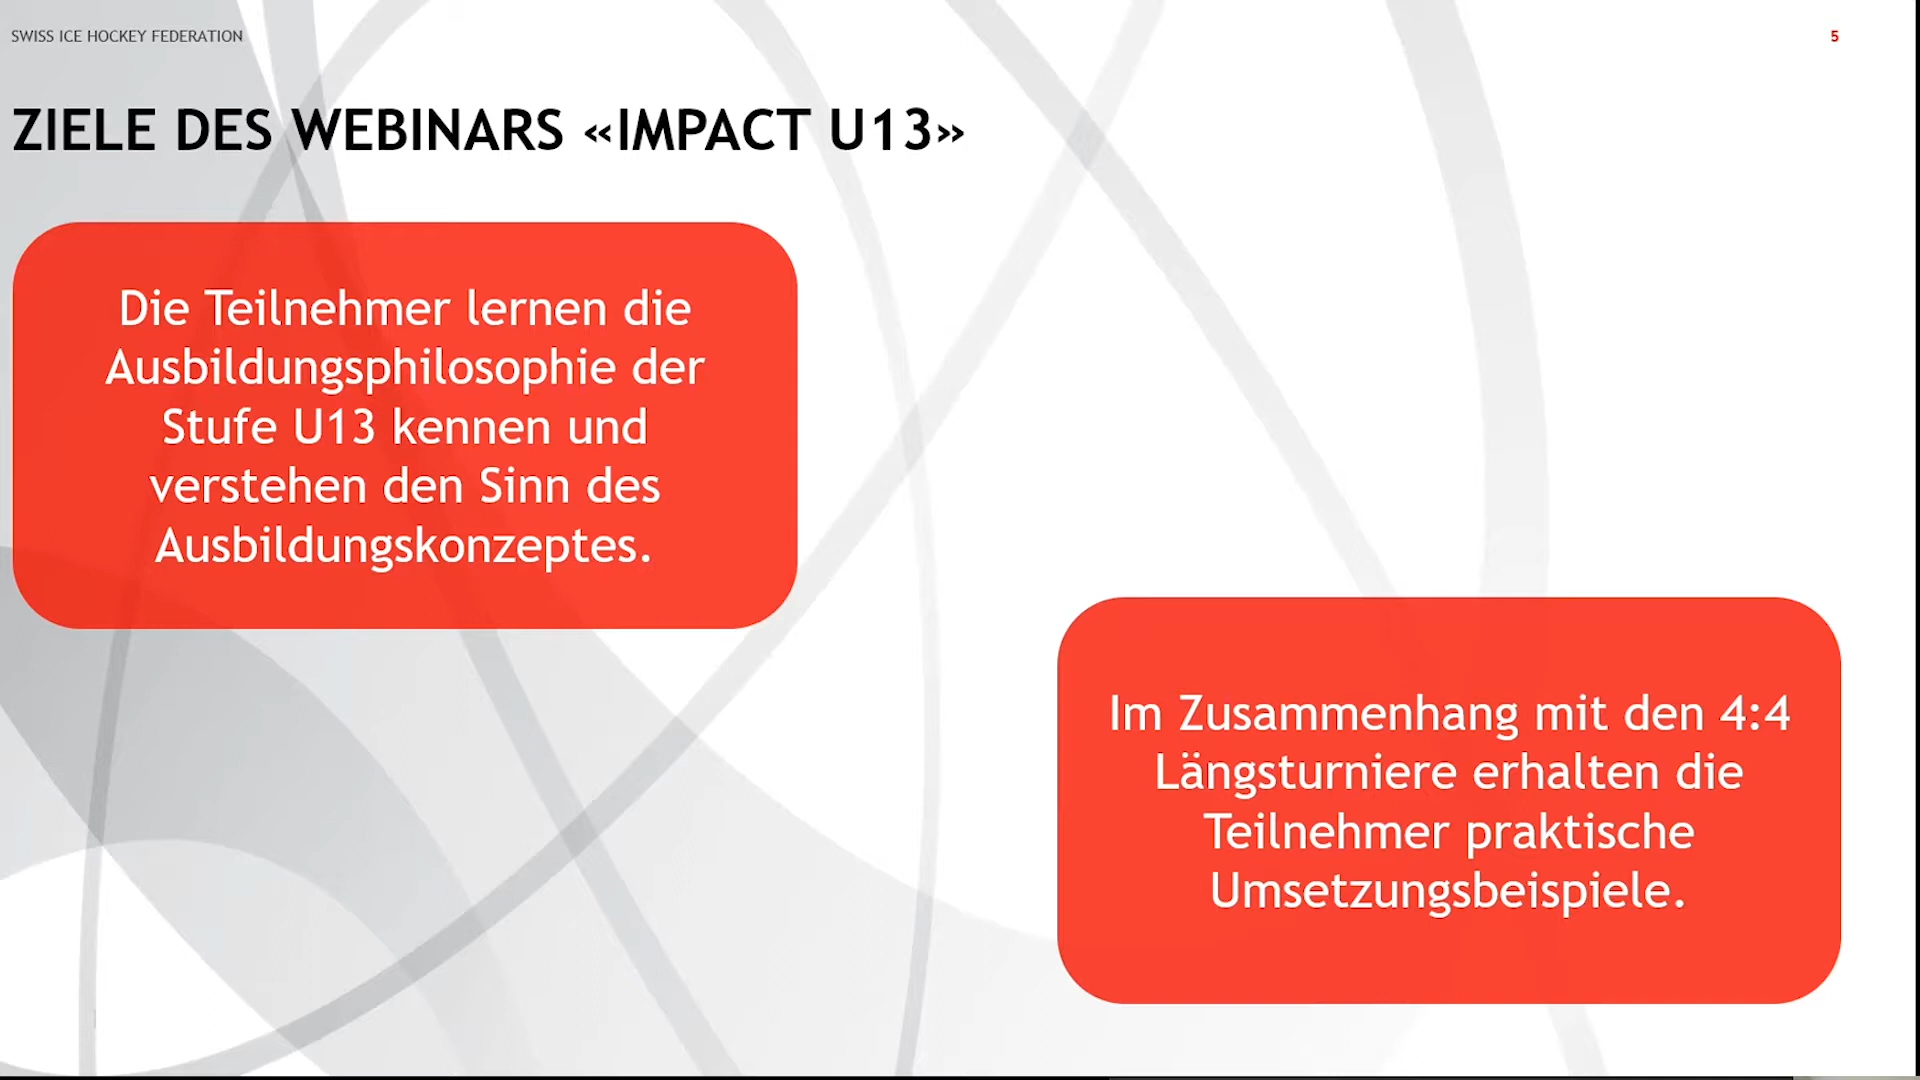 SWISS ICE HOCKEY FEDERATION
5
ZIELE DES WEBINARS «IMPACT U13»
Die Teilnehmer lernen die
Ausbildungsphilosophie der
Stufe U13 kennen und
verstehen den Sinn des
Ausbildungskonzeptes.
Im Zusammenhang mit den 4:4
Längsturniere erhalten die
Teilnehmer praktische
Umsetzungsbeispiele.